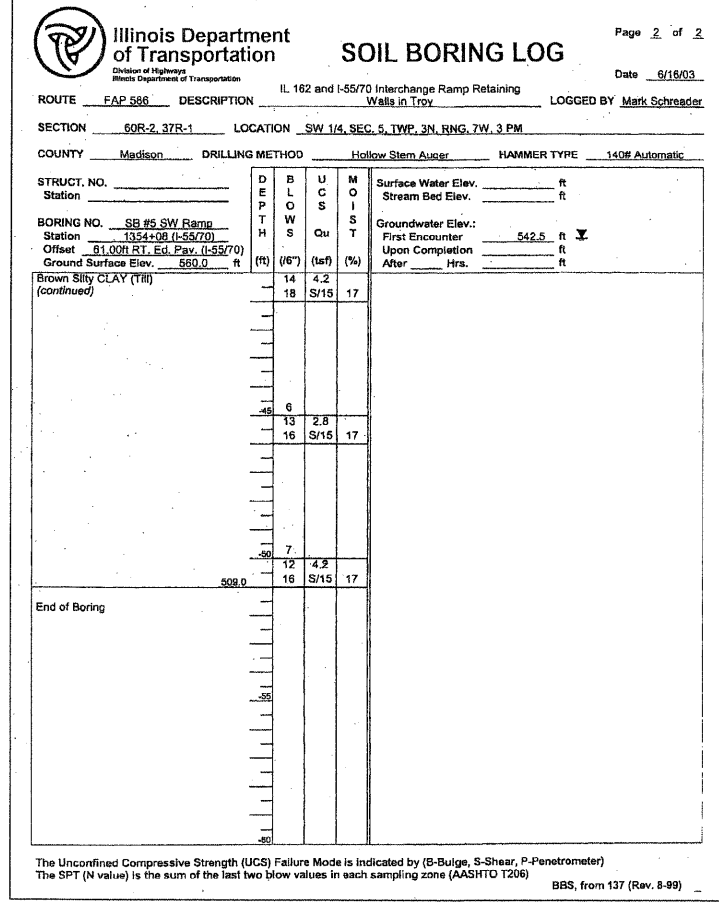 Illinois Department
of Transportation
Division of Highways
Illinois Department of Transportation
SOIL BORING LOG
Page 2 of 2
Date 6/16/03
ROUTE FAP 586 DESCRIPTION IL 162 and I-55/70 Interchange Ramp Retaining
Walls in Troy LOGGED BY Mark Schreader
SECTION 60R-2, 37R-1 LOCATION SW 1/4, SEC. 5, TWP. 3N, RNG. 7W, 3 PM
COUNTY Madison DRILLING METHOD Hollow Stem Auger HAMMER TYPE 140# Automatic
STRUCT. NO.
Station
BORING NO. SB #5 SW Ramp
Station 1354+08 (I-55/70)
Offset 61.00ft RT. Ed. Pav. (I-55/70)
Ground Surface Elev. 560.0 ft
DEPTH (ft)
BLOWS (/6")
UCS Qu (tsf)
MOIST (%)
Surface Water Elev. ft
Stream Bed Elev. ft
Groundwater Elev.:
First Encounter 542.5 ft
Upon Completion ft
After Hrs. ft
Brown Silty CLAY (Till) 14 4.2
(continued) 18 S/15 17
-45 6
13 2.8
16 S/15 17
-50 7
12 4.2
509.0 16 S/15 17
End of Boring
-55
-60
The Unconfined Compressive Strength (UCS) Failure Mode is indicated by (B-Bulge, S-Shear, P-Penetrometer)
The SPT (N value) is the sum of the last two blow values in each sampling zone (AASHTO T206)
BBS, from 137 (Rev. 8-99)